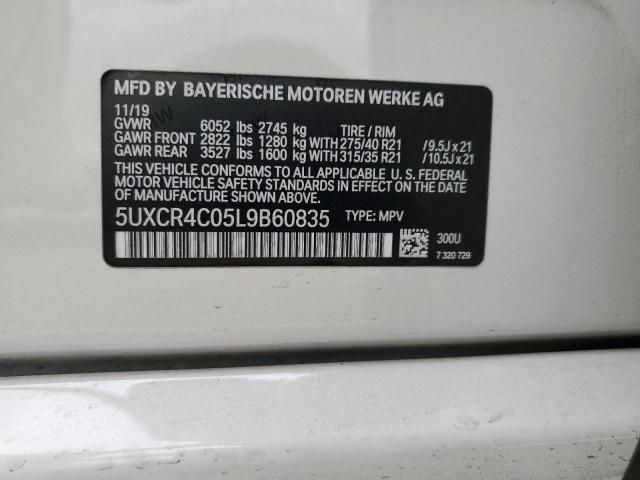 MFD BY BAYERISCHE MOTOREN WERKE AG
11/19
GVWR 6052 lbs 2745 kg TIRE / RIM
GAWR FRONT 2822 lbs 1280 kg WITH 275/40 R21 /9.5J x 21
GAWR REAR 3527 lbs 1600 kg WITH 315/35 R21 /10.5J x 21
THIS VEHICLE CONFORMS TO ALL APPLICABLE U. S. FEDERAL
MOTOR VEHICLE SAFETY STANDARDS IN EFFECT ON THE DATE
OF MANUFACTURE SHOWN ABOVE.
5UXCR4C05L9B60835 TYPE: MPV
300U
7 320 729